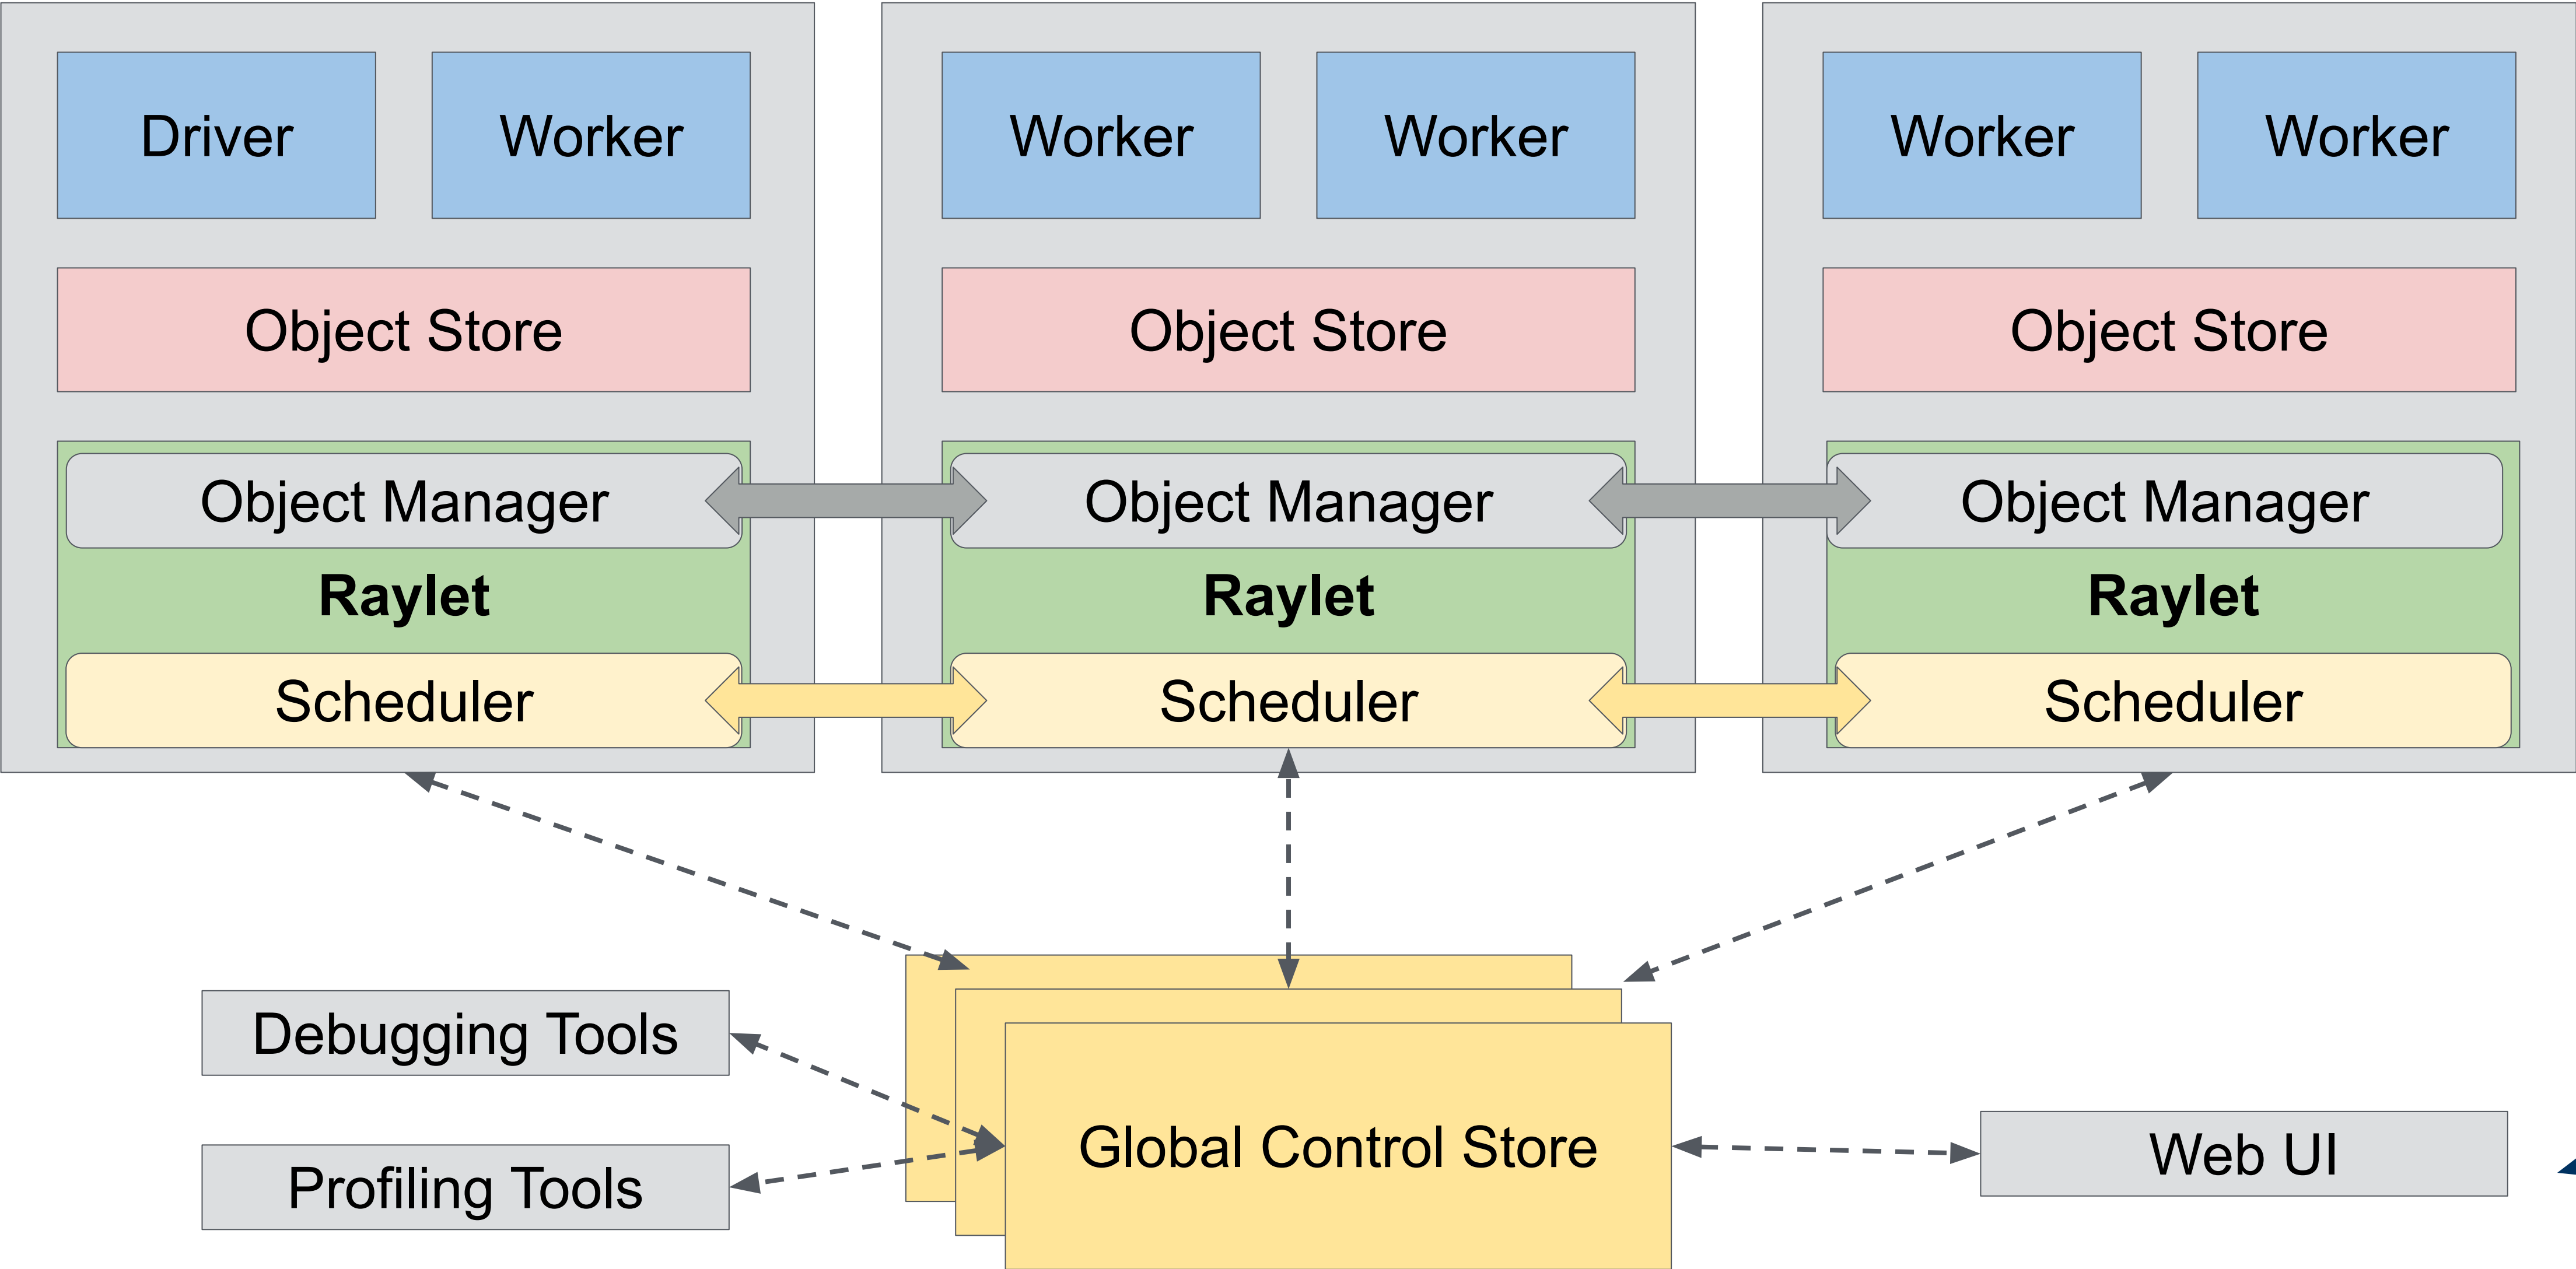 Driver
Worker
Worker
Worker
Worker
Worker
Object Store
Object Store
Object Store
Object Manager
Object Manager
Object Manager
Raylet
Raylet
Raylet
Scheduler
Scheduler
Scheduler
Debugging Tools
Profiling Tools
Global Control Store
Web UI